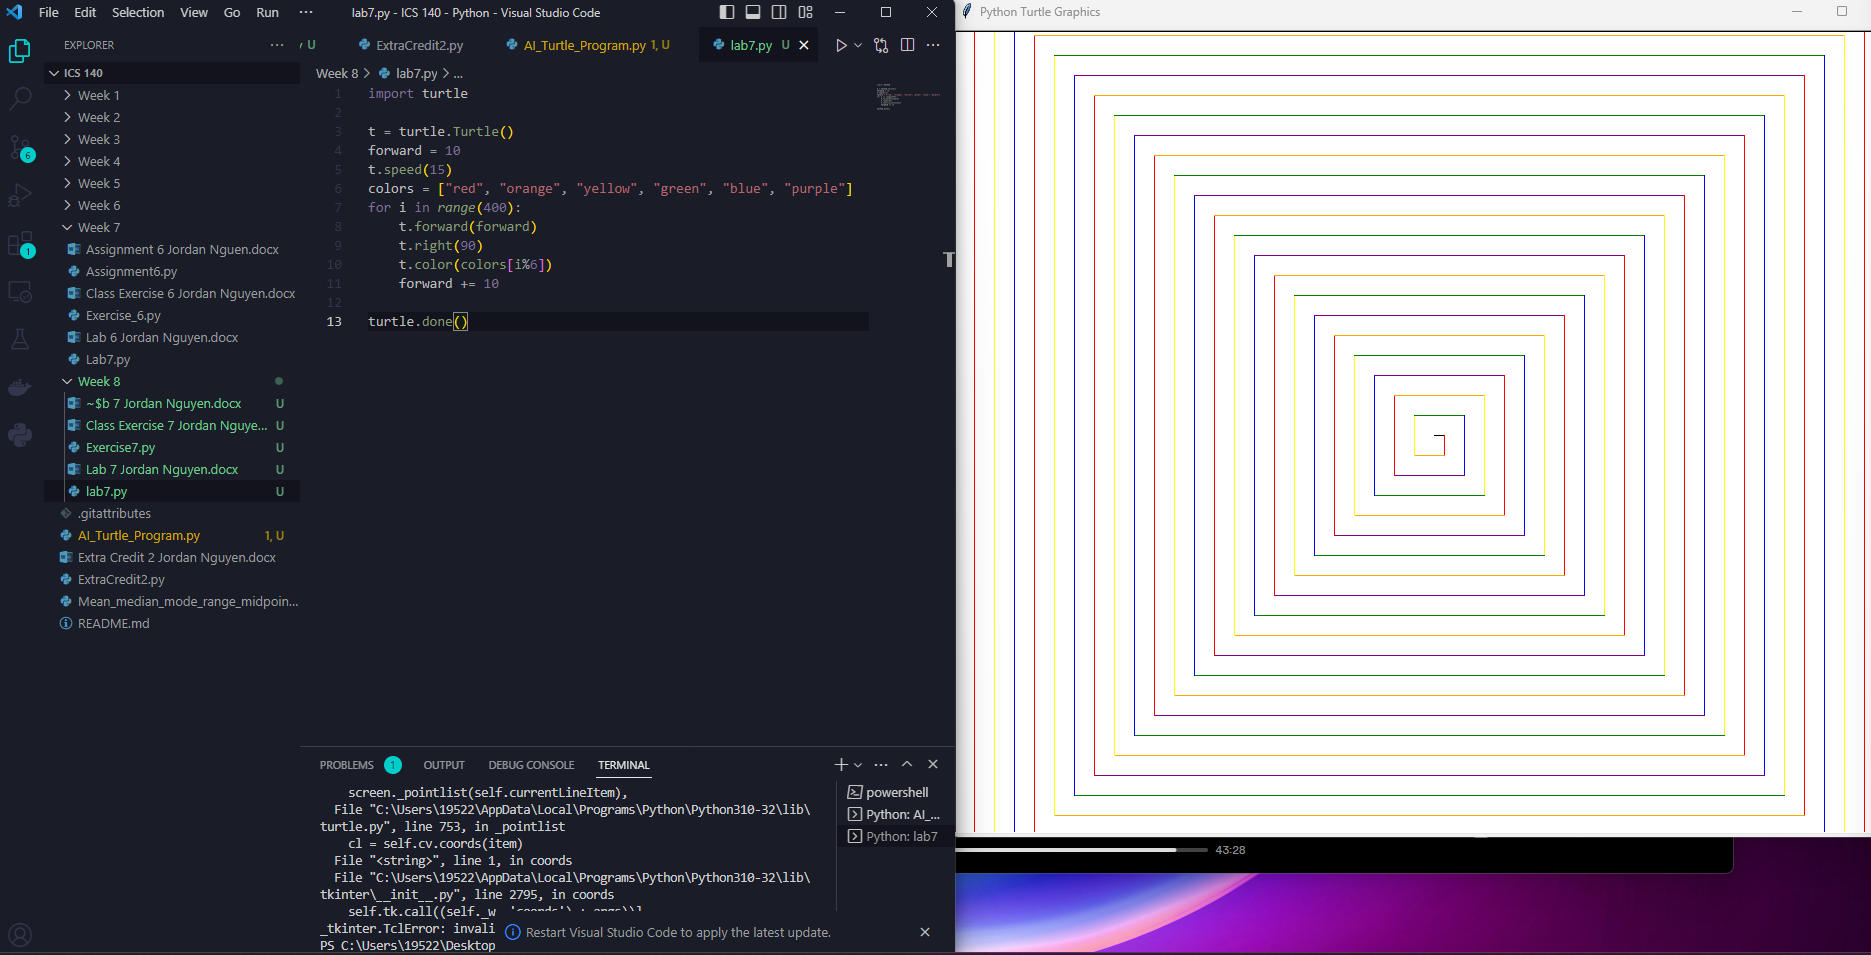 File Edit Selection View Go Run ··· lab7.py - ICS 140 - Python - Visual Studio Code
Python Turtle Graphics
EXPLORER
ICS 140
Week 1
Week 2
Week 3
Week 4
Week 5
Week 6
Week 7
Assignment 6 Jordan Nguen.docx
Assignment6.py
Class Exercise 6 Jordan Nguyen.docx
Exercise_6.py
Lab 6 Jordan Nguyen.docx
Lab7.py
Week 8
~$b 7 Jordan Nguyen.docx U
Class Exercise 7 Jordan Nguye... U
Exercise7.py U
Lab 7 Jordan Nguyen.docx U
lab7.py U
.gitattributes
AI_Turtle_Program.py 1, U
Extra Credit 2 Jordan Nguyen.docx
ExtraCredit2.py
Mean_median_mode_range_midpoin...
README.md
6
1
U ExtraCredit2.py AI_Turtle_Program.py 1, U lab7.py U
Week 8 > lab7.py > ...
1 import turtle
2
3 t = turtle.Turtle()
4 forward = 10
5 t.speed(15)
6 colors = ["red", "orange", "yellow", "green", "blue", "purple"]
7 for i in range(400):
8 t.forward(forward)
9 t.right(90)
10 t.color(colors[i%6])
11 forward += 10
12
13 turtle.done()
PROBLEMS 1 OUTPUT DEBUG CONSOLE TERMINAL
screen._pointlist(self.currentLineItem),
File "C:\Users\19522\AppData\Local\Programs\Python\Python310-32\lib\
turtle.py", line 753, in _pointlist
cl = self.cv.coords(item)
File "<string>", line 1, in coords
File "C:\Users\19522\AppData\Local\Programs\Python\Python310-32\lib\
tkinter\__init__.py", line 2795, in coords
self.tk.call((self._w, 'coords') + args))]
_tkinter.TclError: invali
PS C:\Users\19522\Desktop
powershell
Python: AI_...
Python: lab7
Restart Visual Studio Code to apply the latest update.
43:28